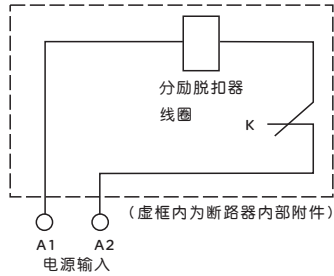 分励脱扣器
线圈
K
（虚框内为断路器内部附件）
A1 A2
电源输入